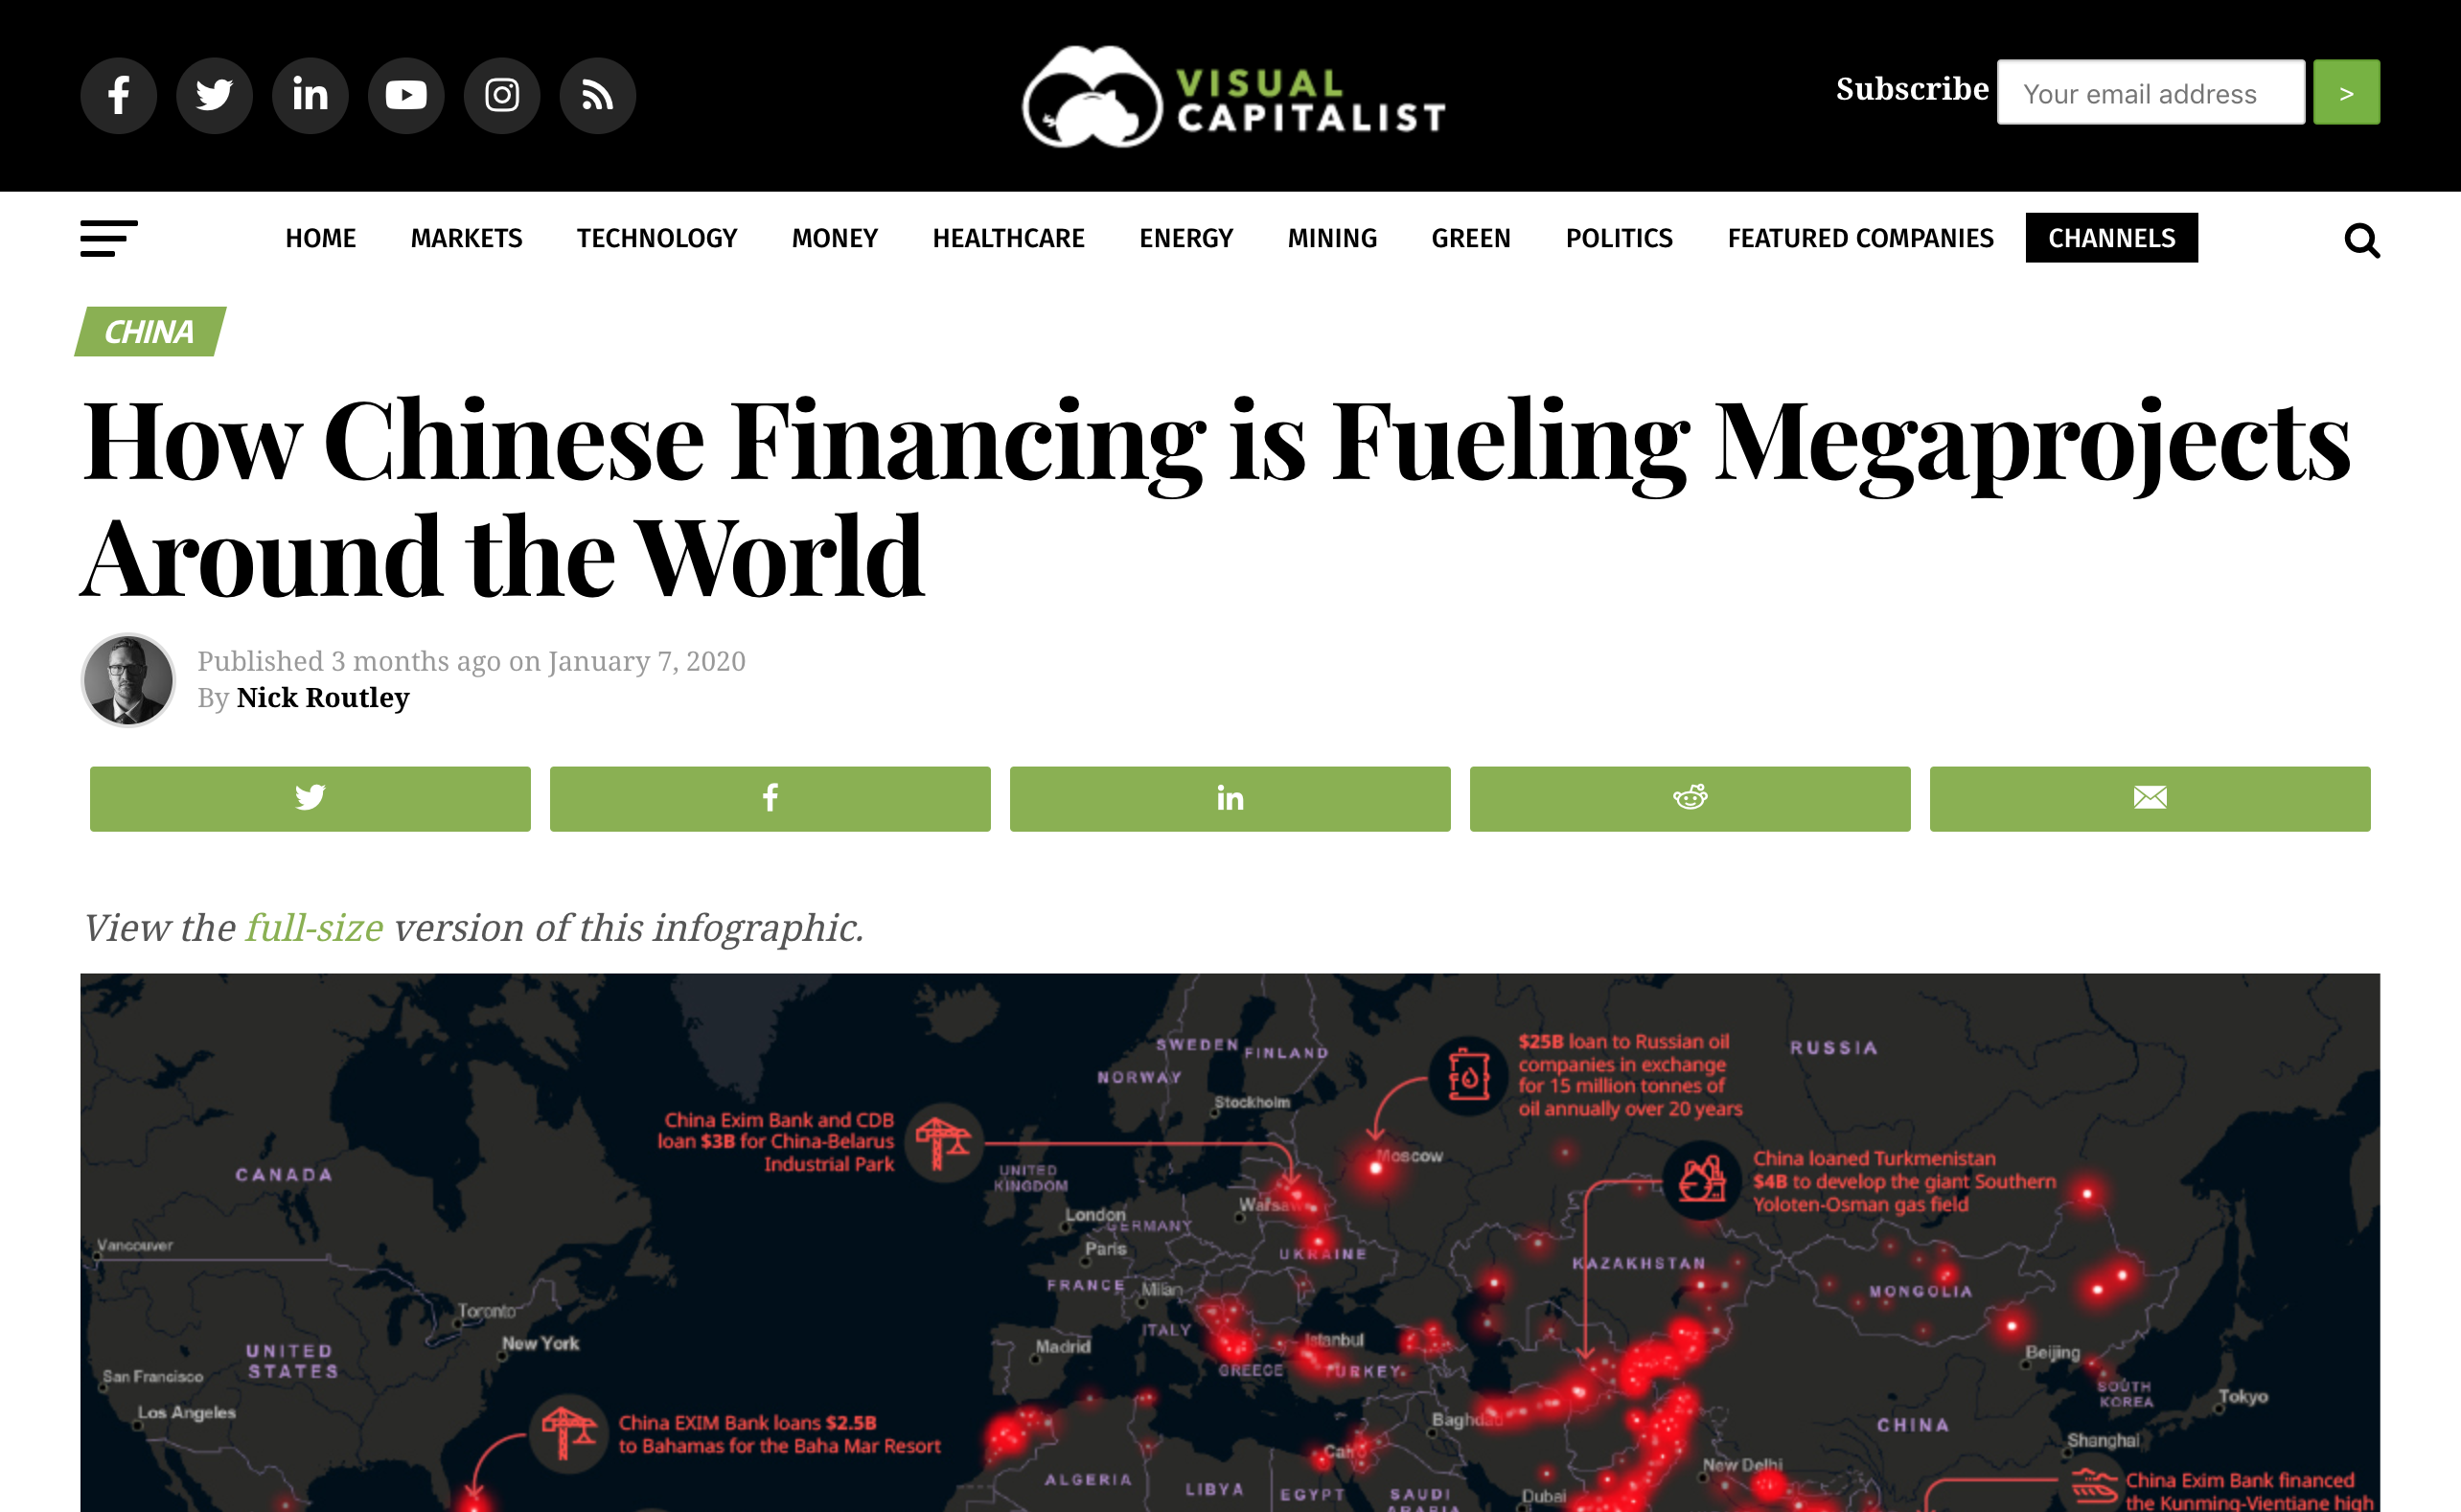 VISUAL
CAPITALIST
Subscribe
Your email address
>
HOME
MARKETS
TECHNOLOGY
MONEY
HEALTHCARE
ENERGY
MINING
GREEN
POLITICS
FEATURED COMPANIES
CHANNELS
CHINA
How Chinese Financing is Fueling Megaprojects
Around the World
Published 3 months ago on January 7, 2020
By Nick Routley
View the full-size version of this infographic.
SWEDEN
FINLAND
NORWAY
Stockholm
$25B loan to Russian oil
companies in exchange
for 15 million tonnes of
oil annually over 20 years
RUSSIA
China Exim Bank and CDB
loan $3B for China-Belarus
Industrial Park
Moscow
China loaned Turkmenistan
$4B to develop the giant Southern
Yoloten-Osman gas field
CANADA
UNITED
KINGDOM
Warsaw
London
GERMANY
Vancouver
Paris
UKRAINE
KAZAKHSTAN
FRANCE
Milan
MONGOLIA
Toronto
New York
ITALY
Madrid
Istanbul
UNITED
STATES
GREECE
TURKEY
Beijing
San Francisco
SOUTH
KOREA
Tokyo
Los Angeles
China EXIM Bank loans $2.5B
to Bahamas for the Baha Mar Resort
Baghdad
CHINA
Cairo
Shanghai
New Delhi
ALGERIA
LIBYA
EGYPT
SAUDI
ARABIA
Dubai
China Exim Bank financed
the Kunming-Vientiane high